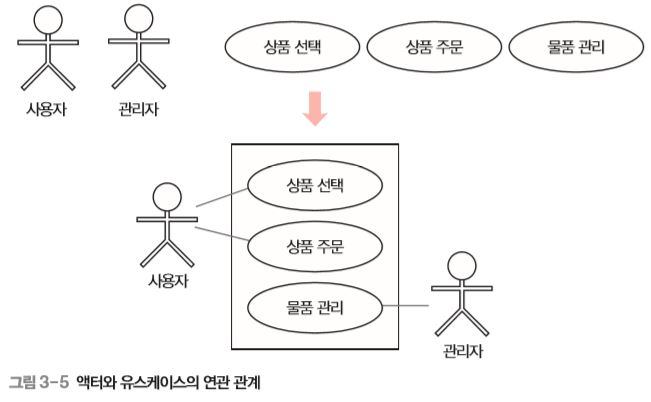 상품 선택
상품 주문
물품 관리
사용자
관리자
상품 선택
상품 주문
사용자
물품 관리
관리자
그림 3-5 액터와 유스케이스의 연관 관계